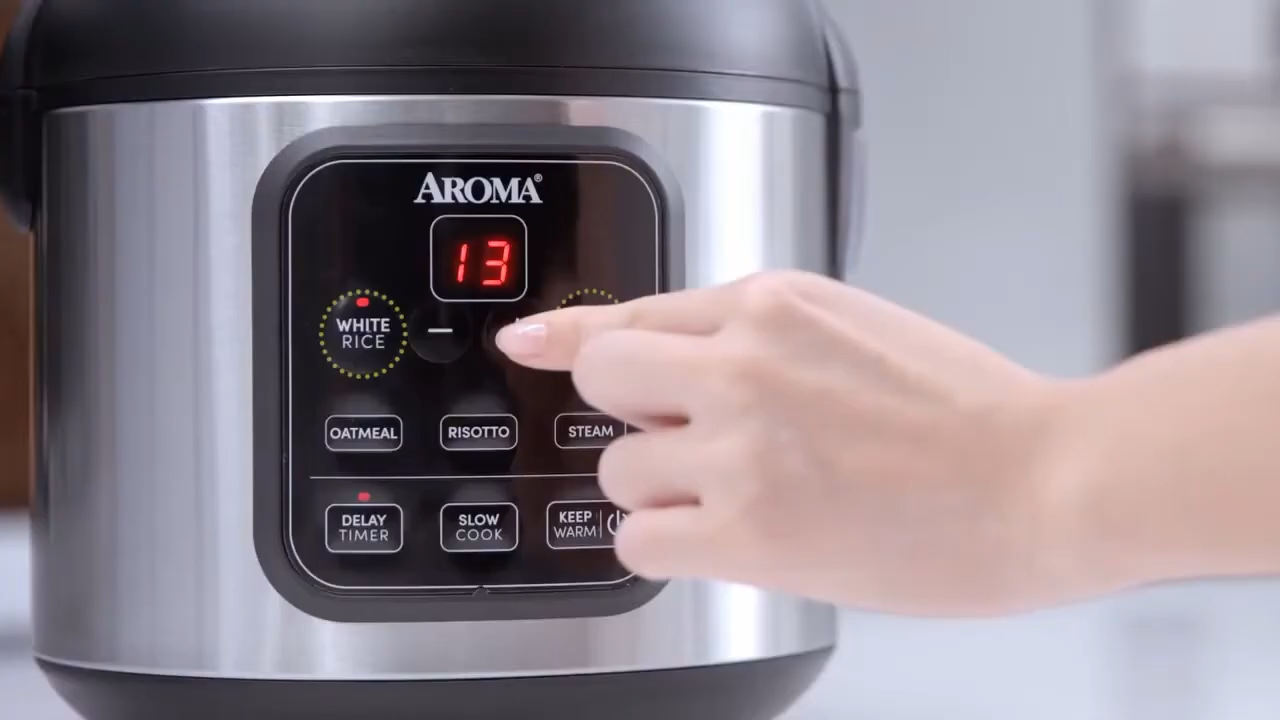 AROMA®
13
WHITE
RICE
−
OATMEAL
RISOTTO
STEAM
DELAY
TIMER
SLOW
COOK
KEEP
WARM